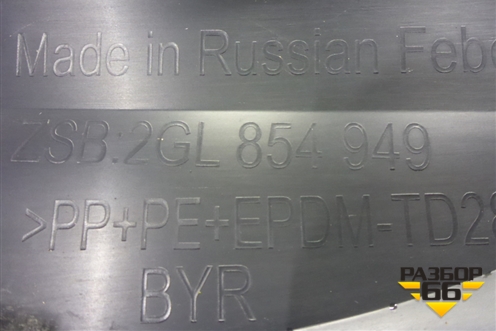 Made in Russian Febe
ZSB:2GL 854 949
>PP+PE+EPDM-TD28
BYR
РАЗБОР
66